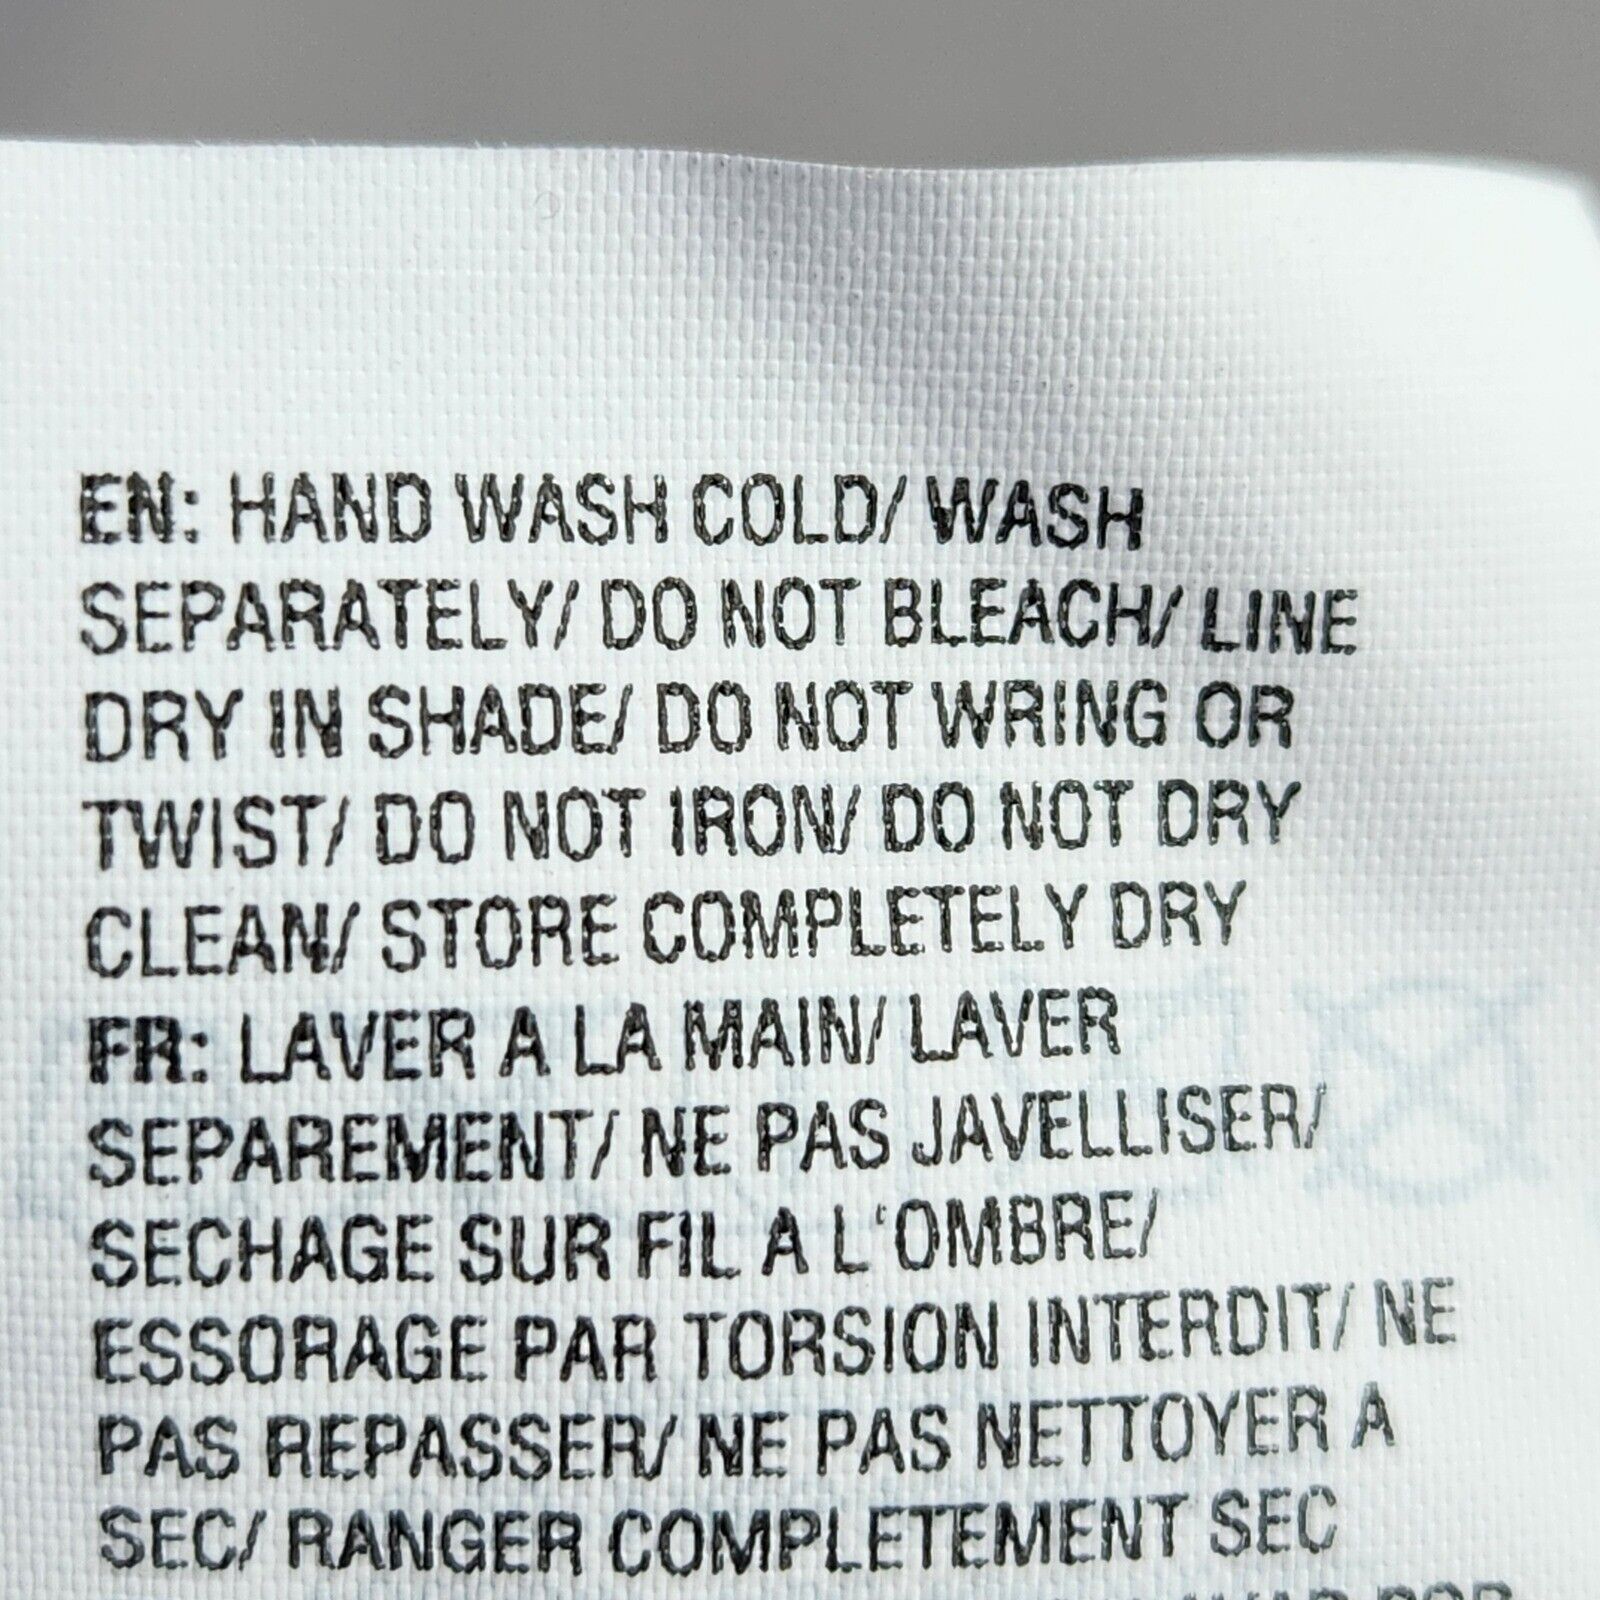 EN: HAND WASH COLD/ WASH
SEPARATELY/ DO NOT BLEACH/ LINE
DRY IN SHADE/ DO NOT WRING OR
TWIST/ DO NOT IRON/ DO NOT DRY
CLEAN/ STORE COMPLETELY DRY
FR: LAVER A LA MAIN/ LAVER
SEPAREMENT/ NE PAS JAVELLISER/
SECHAGE SUR FIL A L'OMBRE/
ESSORAGE PAR TORSION INTERDIT/ NE
PAS REPASSER/ NE PAS NETTOYER A
SEC/ RANGER COMPLETEMENT SEC